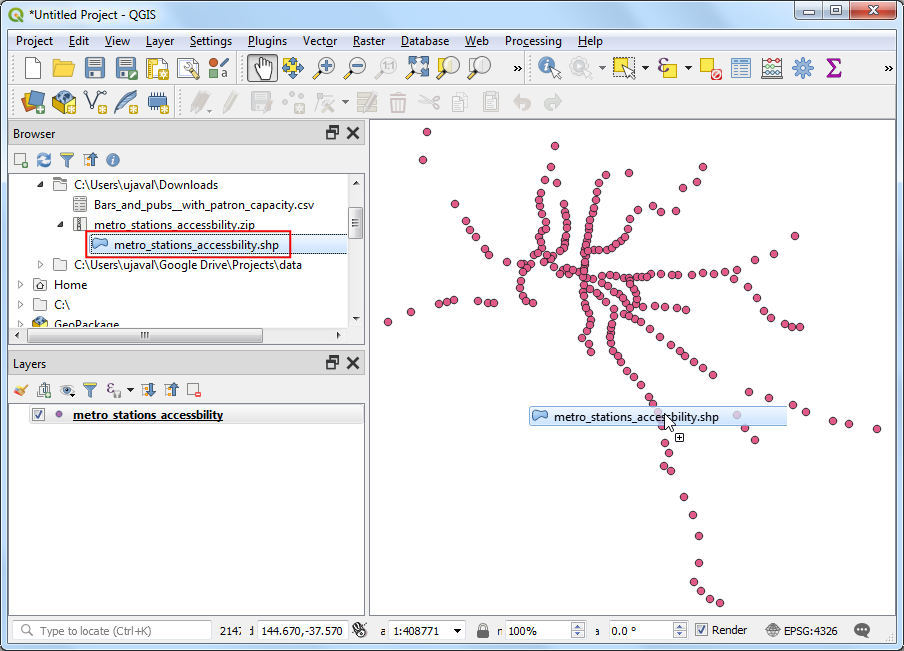 *Untitled Project - QGIS
Project Edit View Layer Settings Plugins Vector Raster Database Web Processing Help
Browser
C:\Users\ujaval\Downloads
Bars_and_pubs__with_patron_capacity.csv
metro_stations_accessbility.zip
metro_stations_accessbility.shp
C:\Users\ujaval\Google Drive\Projects\data
Home
C:\
GeoPackage
Layers
metro_stations_accessbility
metro_stations_accessbility.shp
Type to locate (Ctrl+K) 2147 144.670,-37.570 a 1:408771 100% a 0.0 ° Render EPSG:4326